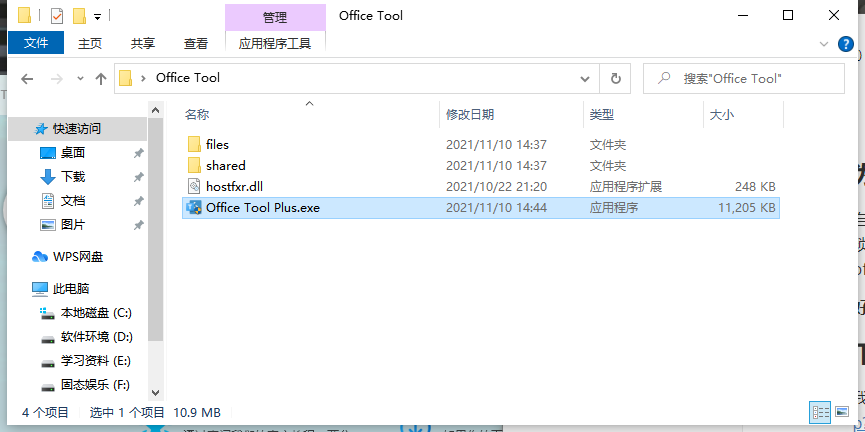 管理
Office Tool
文件
主页
共享
查看
应用程序工具
Office Tool
搜索"Office Tool"
名称
修改日期
类型
大小
快速访问
桌面
下载
文档
图片
WPS网盘
此电脑
本地磁盘 (C:)
软件环境 (D:)
学习资料 (E:)
固态娱乐 (F:)
files 2021/11/10 14:37 文件夹
shared 2021/11/10 14:37 文件夹
hostfxr.dll 2021/10/22 21:20 应用程序扩展 248 KB
Office Tool Plus.exe 2021/11/10 14:44 应用程序 11,205 KB
4 个项目 选中 1 个项目 10.9 MB